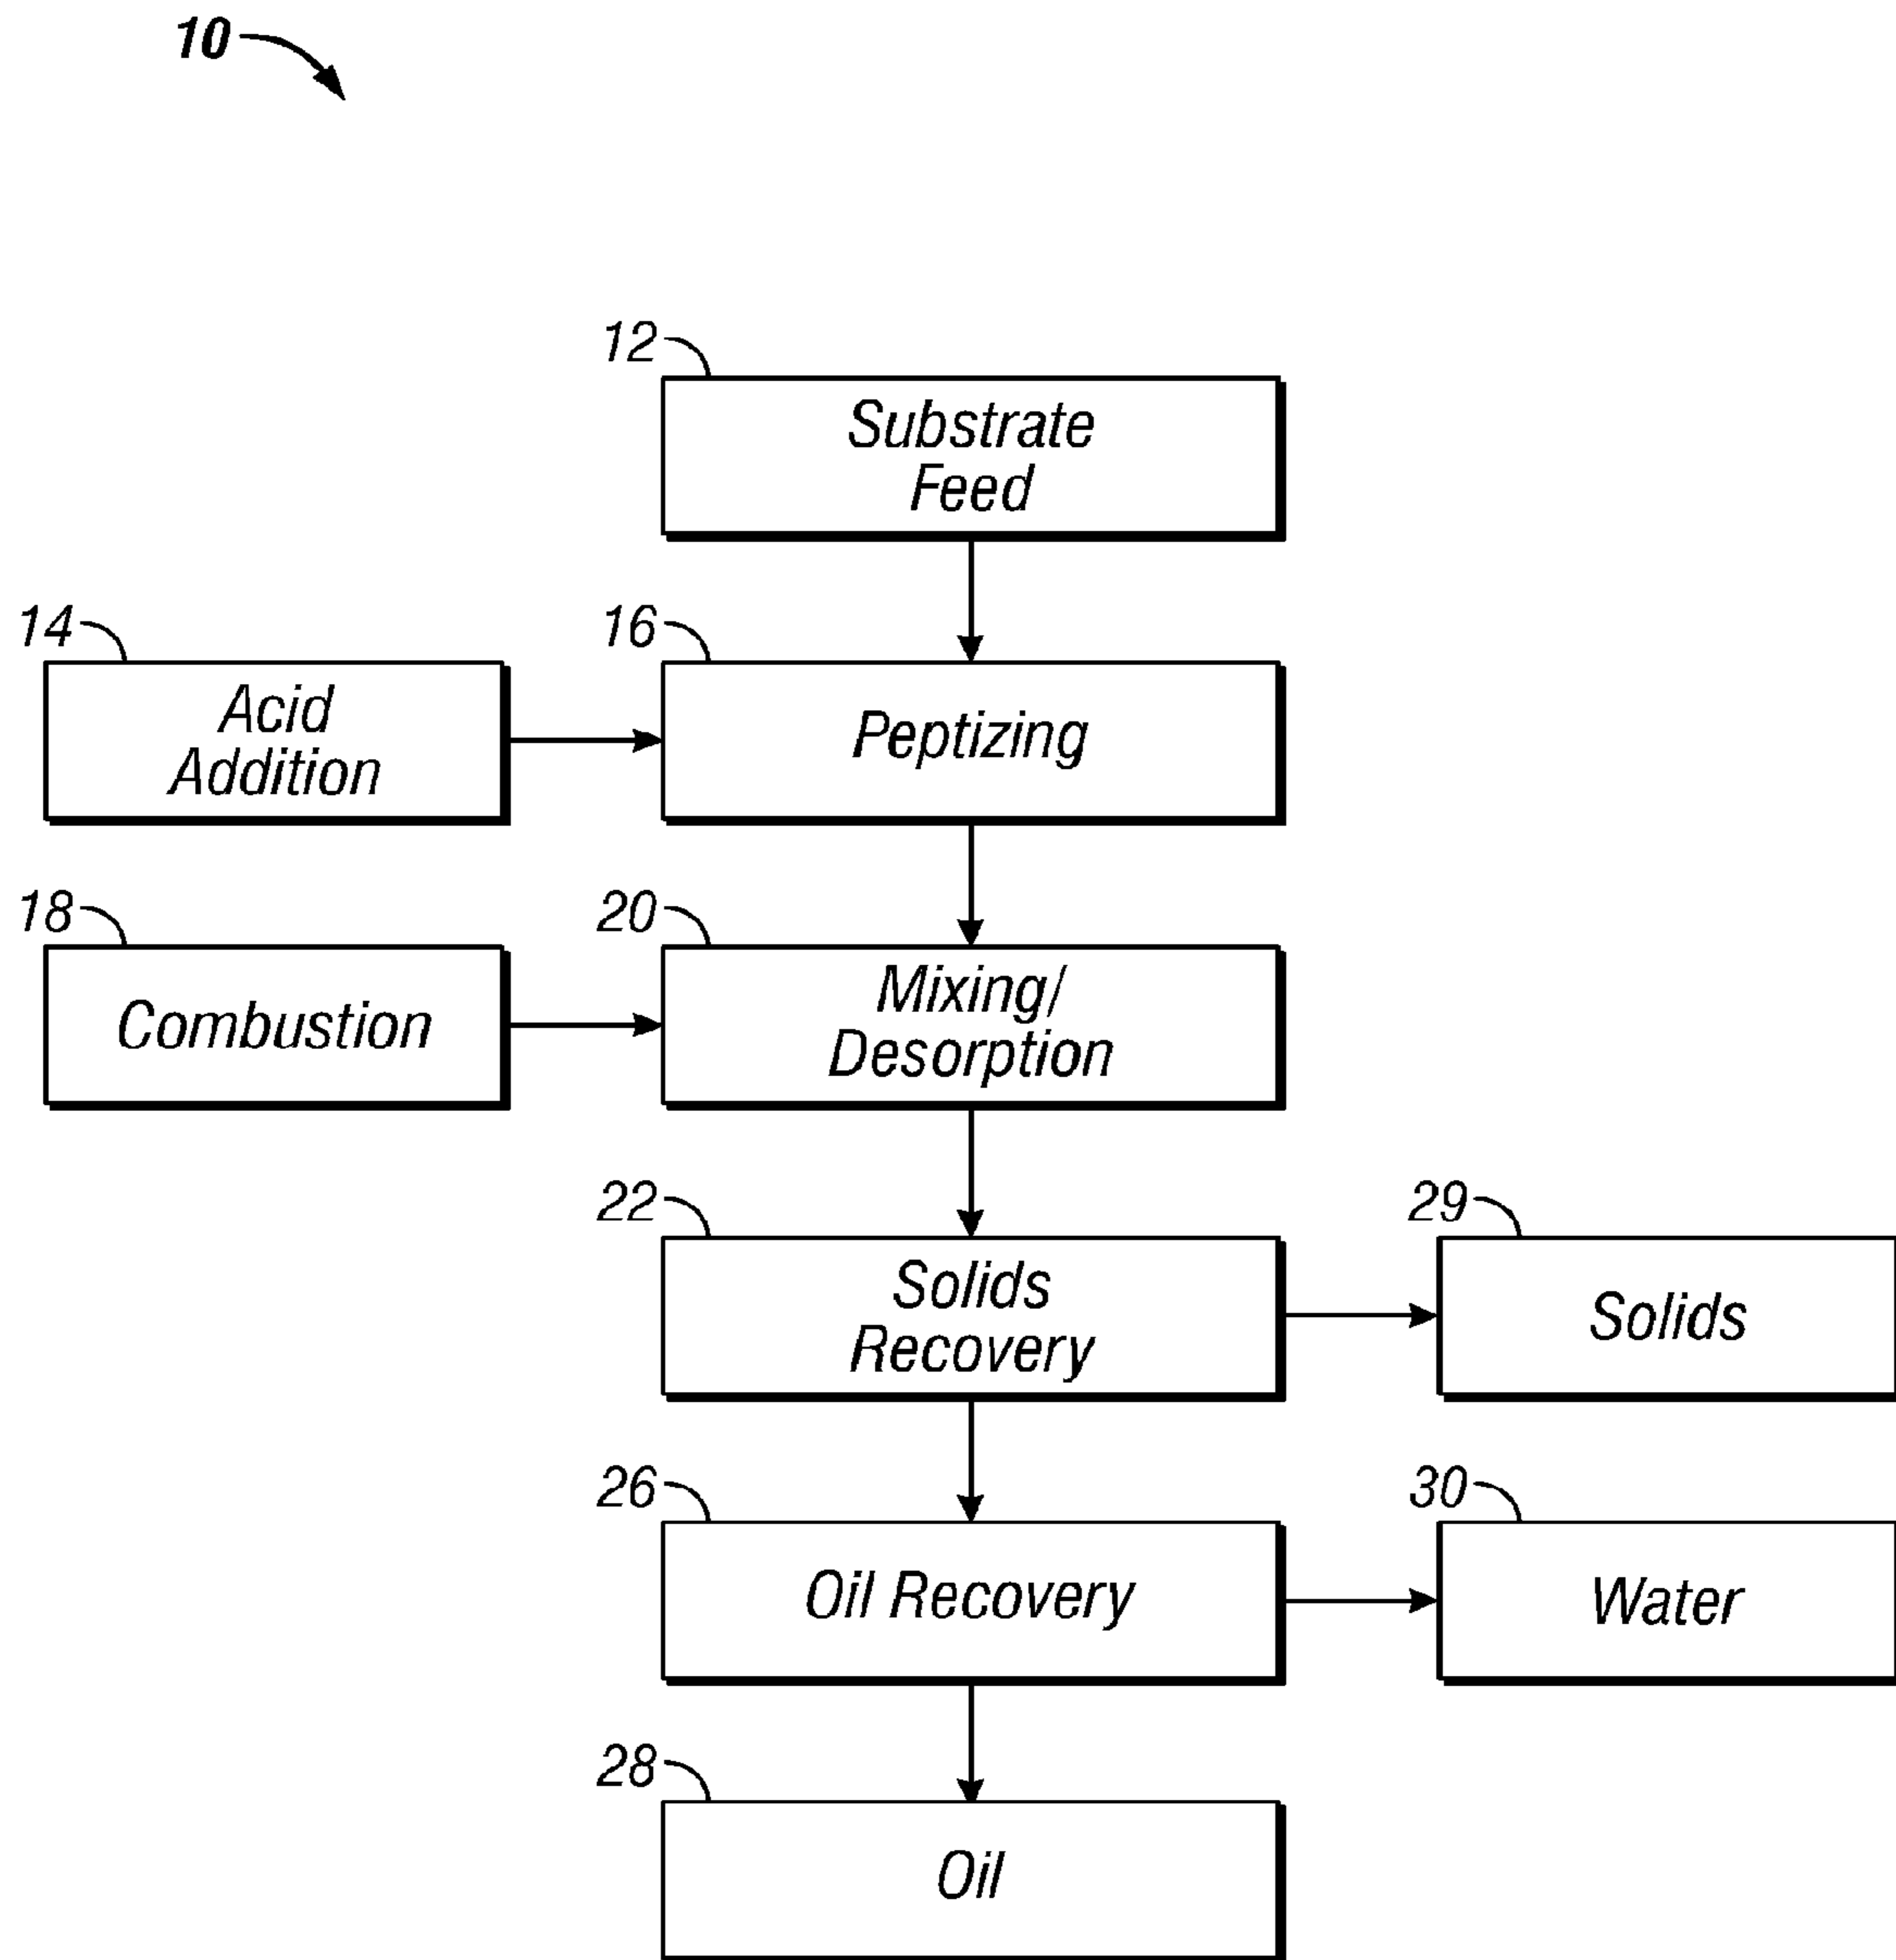 10
12
Substrate
Feed
14
Acid
Addition
16
Peptizing
18
Combustion
20
Mixing/
Desorption
22
Solids
Recovery
29
Solids
26
Oil Recovery
30
Water
28
Oil